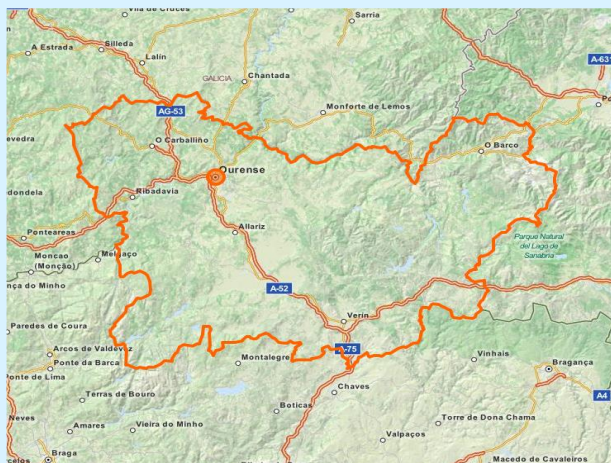 Vila de Cruces
Sarria
A Estrada
Silleda
Lalín
A-631
GALICIA
Chantada
Monforte de Lemos
AG-53
evedra
O Carballiño
O Barco
Ourense
dondela
Ribadavia
Ponteareas
Allariz
Parque Natural
del Lago de
Sanabria
Moncao
(Monção)
Melgaço
nça do Minho
A-52
Verín
Paredes de Coura
A-75
Arcos de Valdevez
Ponte da Barca
Montalegre
Vinhais
Bragança
Ponte de Lima
Chaves
A4
Terras de Bouro
Boticas
Neves
Amares
Vieira do Minho
Torre de Dona Chama
Valpaços
Braga
celos
Macedo de Cavaleiros